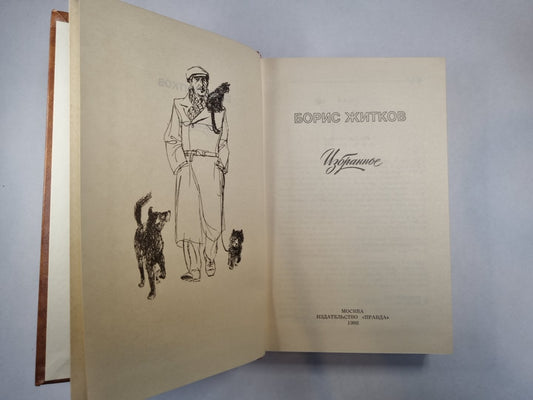 БОРИС ЖИТКОВ
Избранное
МОСКВА
ИЗДАТЕЛЬСТВО «ПРАВДА»